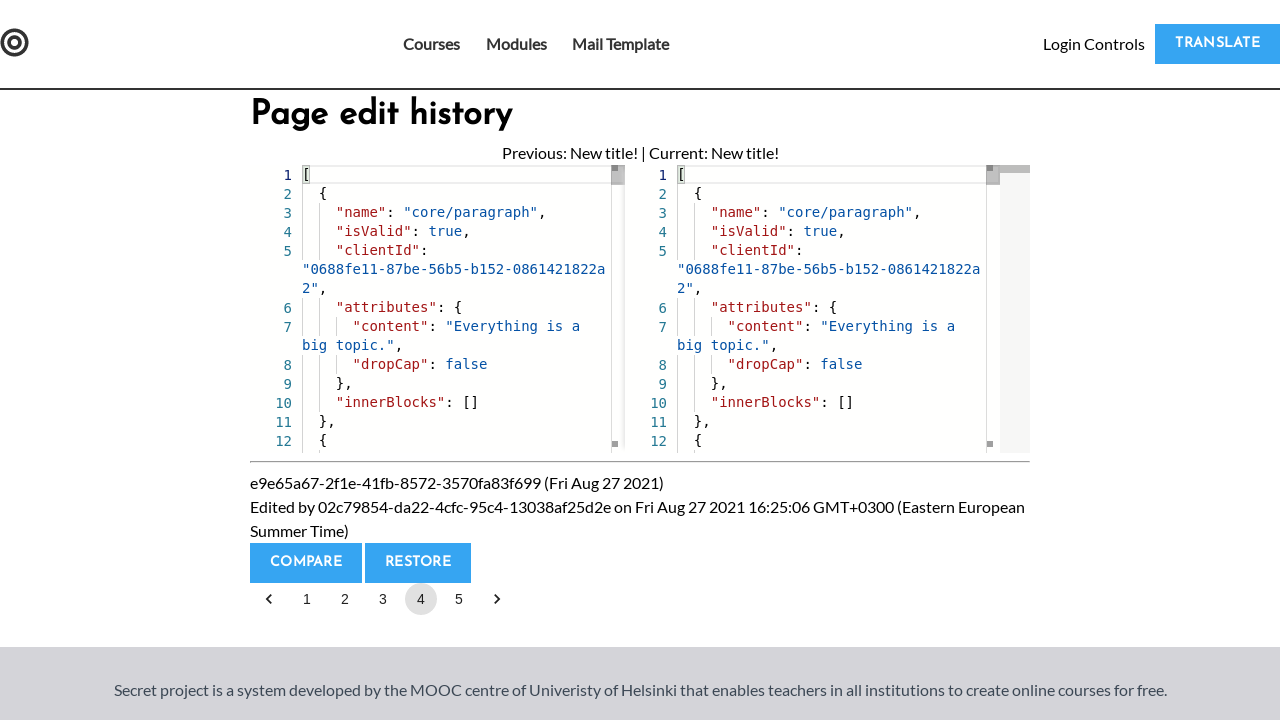 Courses Modules Mail Template Login Controls TRANSLATE
Page edit history
Previous: New title! | Current: New title!
1 [
2 {
3 "name": "core/paragraph",
4 "isValid": true,
5 "clientId":
"0688fe11-87be-56b5-b152-0861421822a
2",
6 "attributes": {
7 "content": "Everything is a
big topic.",
8 "dropCap": false
9 },
10 "innerBlocks": []
11 },
12 {
1 [
2 {
3 "name": "core/paragraph",
4 "isValid": true,
5 "clientId":
"0688fe11-87be-56b5-b152-0861421822a
2",
6 "attributes": {
7 "content": "Everything is a
big topic.",
8 "dropCap": false
9 },
10 "innerBlocks": []
11 },
12 {
e9e65a67-2f1e-41fb-8572-3570fa83f699 (Fri Aug 27 2021)
Edited by 02c79854-da22-4cfc-95c4-13038af25d2e on Fri Aug 27 2021 16:25:06 GMT+0300 (Eastern European
Summer Time)
COMPARE RESTORE
1 2 3 4 5
Secret project is a system developed by the MOOC centre of Univeristy of Helsinki that enables teachers in all institutions to create online courses for free.